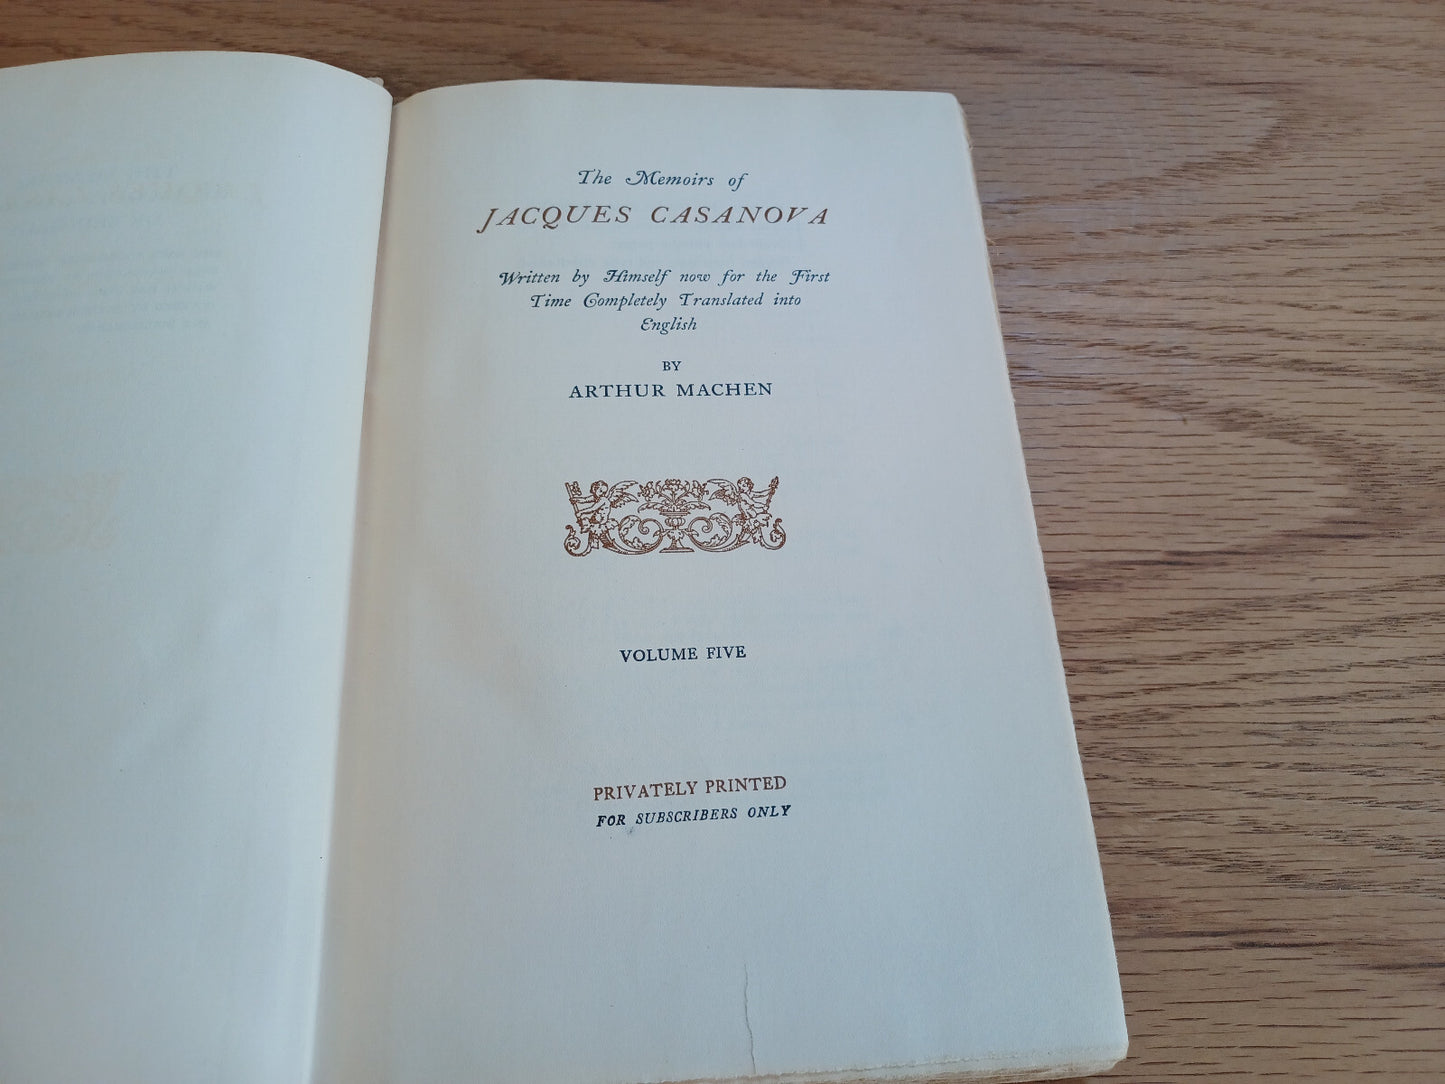 The Memoirs of
JACQUES CASANOVA
Written by Himself now for the First
Time Completely Translated into
English
BY
ARTHUR MACHEN
VOLUME FIVE
PRIVATELY PRINTED
FOR SUBSCRIBERS ONLY